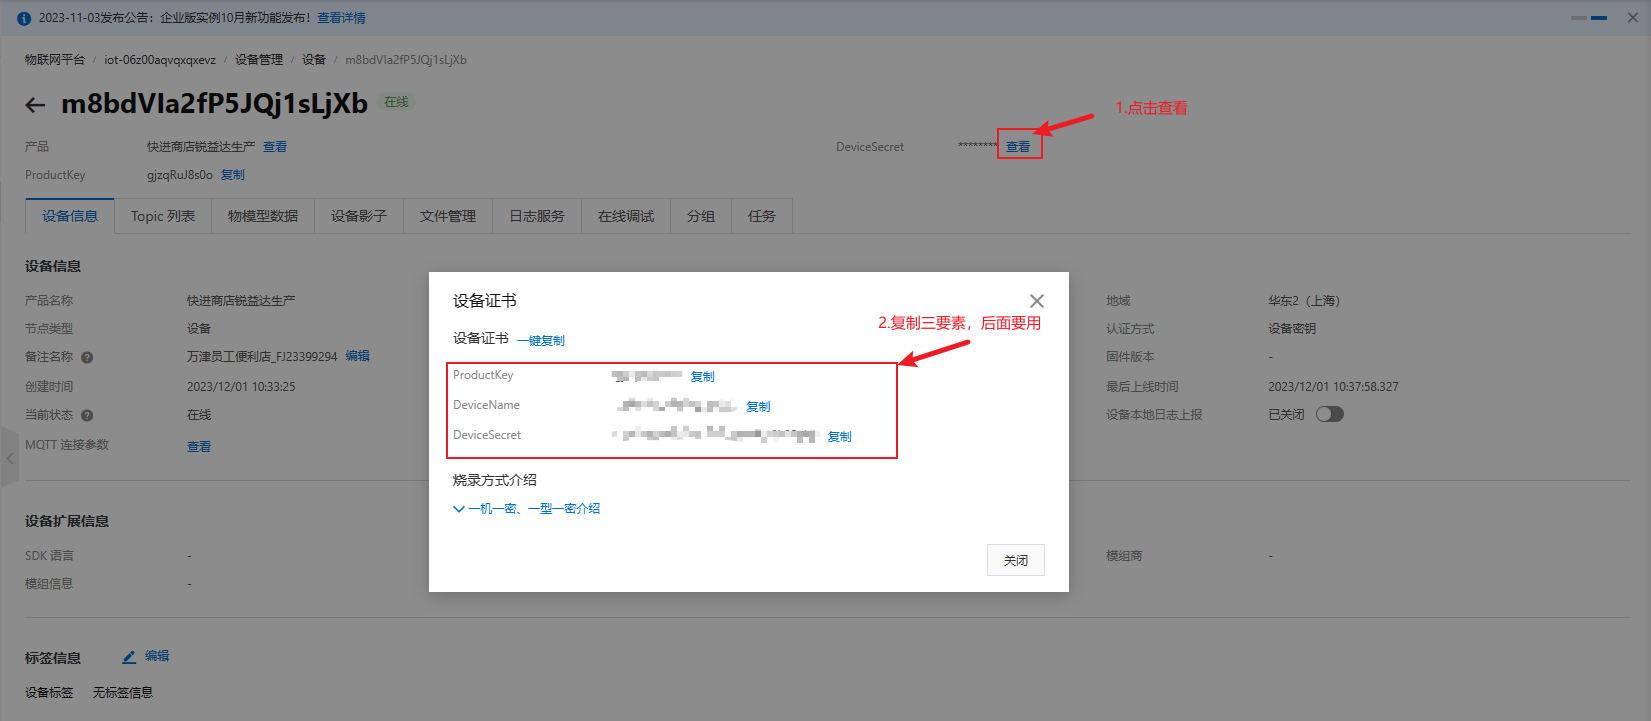 2023-11-03发布公告：企业版实例10月新功能发布！ 查看详情
物联网平台 / iot-06z00aqvqxqxevz / 设备管理 / 设备 / m8bdVIa2fP5JQj1sLjXb
m8bdVIa2fP5JQj1sLjXb 在线
1.点击查看
产品 快进商店锐益达生产 查看 DeviceSecret ******** 查看
ProductKey gjzqRuJ8s0o 复制
设备信息 Topic 列表 物模型数据 设备影子 文件管理 日志服务 在线调试 分组 任务
设备信息
产品名称 快进商店锐益达生产 地域 华东2（上海）
节点类型 设备 认证方式 设备密钥
备注名称 万津员工便利店_FJ23399294 编辑 固件版本 -
创建时间 2023/12/01 10:33:25 最后上线时间 2023/12/01 10:37:58.327
当前状态 在线 设备本地日志上报 已关闭
MQTT 连接参数 查看
设备证书
2.复制三要素，后面要用
设备证书 一键复制
ProductKey 复制
DeviceName 复制
DeviceSecret 复制
烧录方式介绍
一机一密、一型一密介绍
关闭
设备扩展信息
SDK 语言 - 模组商 -
模组信息 -
标签信息 编辑
设备标签 无标签信息